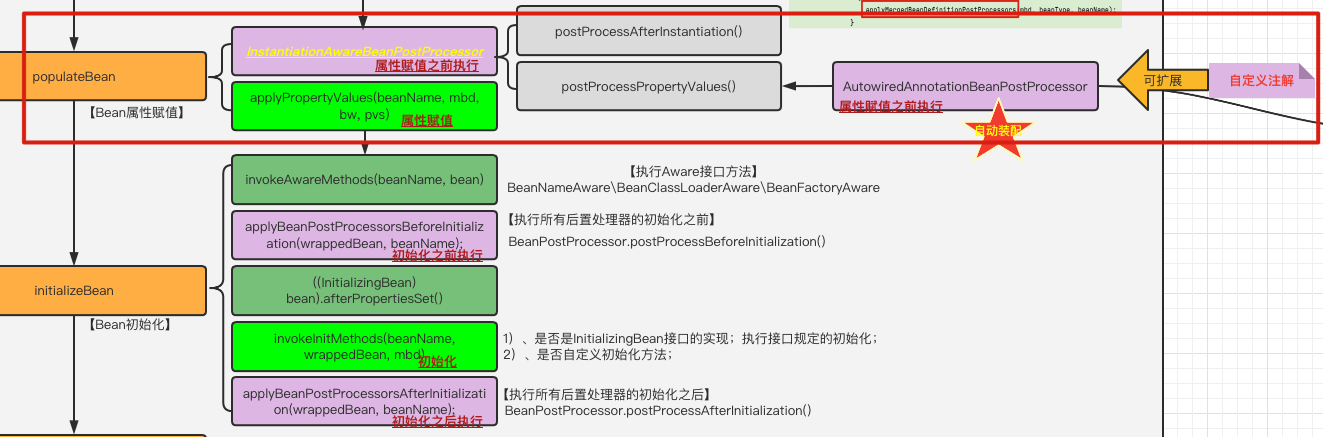 applyMergedBeanDefinitionPostProcessors(mbd, beanType, beanName);
}
populateBean
【Bean属性赋值】
InstantiationAwareBeanPostProcessor
属性赋值之前执行
applyPropertyValues(beanName, mbd,
bw, pvs)
属性赋值
postProcessAfterInstantiation()
postProcessPropertyValues()
AutowiredAnnotationBeanPostProcessor
属性赋值之前执行
自动装配
可扩展
自定义注解
invokeAwareMethods(beanName, bean)
【执行Aware接口方法】
BeanNameAware\BeanClassLoaderAware\BeanFactoryAware
applyBeanPostProcessorsBeforeInitializ
ation(wrappedBean, beanName);
初始化之前执行
【执行所有后置处理器的初始化之前】
BeanPostProcessor.postProcessBeforeInitialization()
initializeBean
【Bean初始化】
((InitializingBean)
bean).afterPropertiesSet()
invokeInitMethods(beanName,
wrappedBean, mbd)
初始化
1）、是否是InitializingBean接口的实现；执行接口规定的初始化；
2）、是否自定义初始化方法；
applyBeanPostProcessorsAfterInitializati
on(wrappedBean, beanName);
初始化之后执行
【执行所有后置处理器的初始化之后】
BeanPostProcessor.postProcessAfterInitialization()